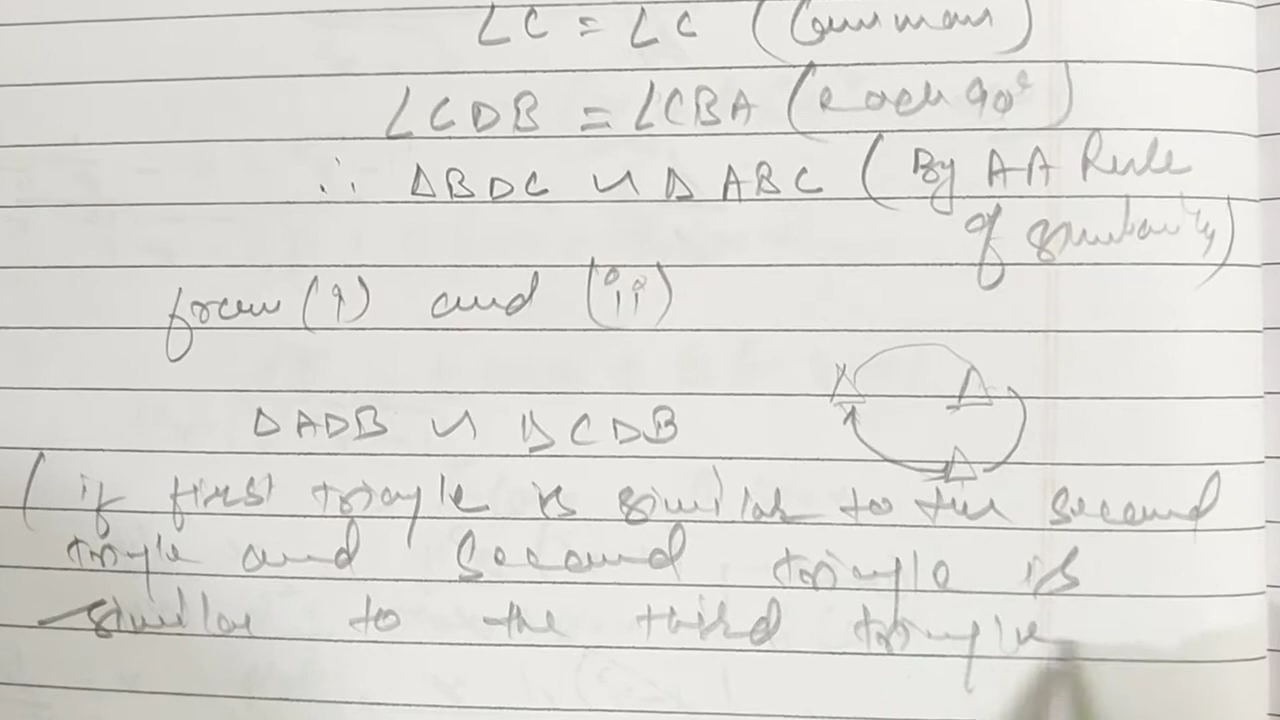 ∠C = ∠C (Common)
∠CDB = ∠CBA (each 90°)
∴ ΔBDC ∽ ΔABC (By AA Rule
of similarity)
from (i) and (ii)
ΔADB ∽ ΔCDB
(if first triangle is similar to the second
triangle and second triangle is
similar to the third triangle